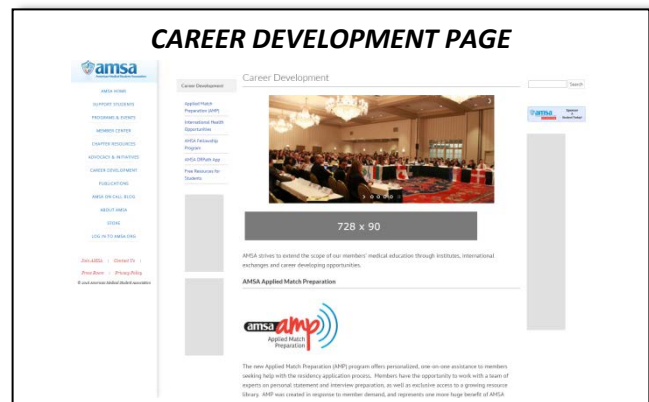 CAREER DEVELOPMENT PAGE
amsa
AMSA HOME
SUPPORT STUDENTS
PROGRAMS & EVENTS
MEMBER CENTER
CHAPTER RESOURCES
ADVOCACY & INITIATIVES
CAREER DEVELOPMENT
PUBLICATIONS
AMSA ON CALL BLOG
ABOUT AMSA
STORE
LOG IN TO AMSA.ORG
Join AMSA | Contact Us |
Press Room | Privacy Policy
Career Development
Applied Match
Preparation (AMP)
International Health
Opportunities
AMSA Fellowship
Program
AMSA Offpath App
Free Resources for
Students
Career Development
728 x 90
AMSA strives to extend the scope of our members' medical education through institutes, international
exchanges and career developing opportunities.
AMSA Applied Match Preparation
amsa amp
Applied Match
Preparation
The new Applied Match Preparation (AMP) program offers personalized, one-on-one assistance to members
seeking help with the residency application process. Members have the opportunity to work with a team of
experts on personal statement and interview preparation, as well as exclusive access to a growing resource
library. AMP was created in response to member demand, and represents one more huge benefit of AMSA
Search
amsa